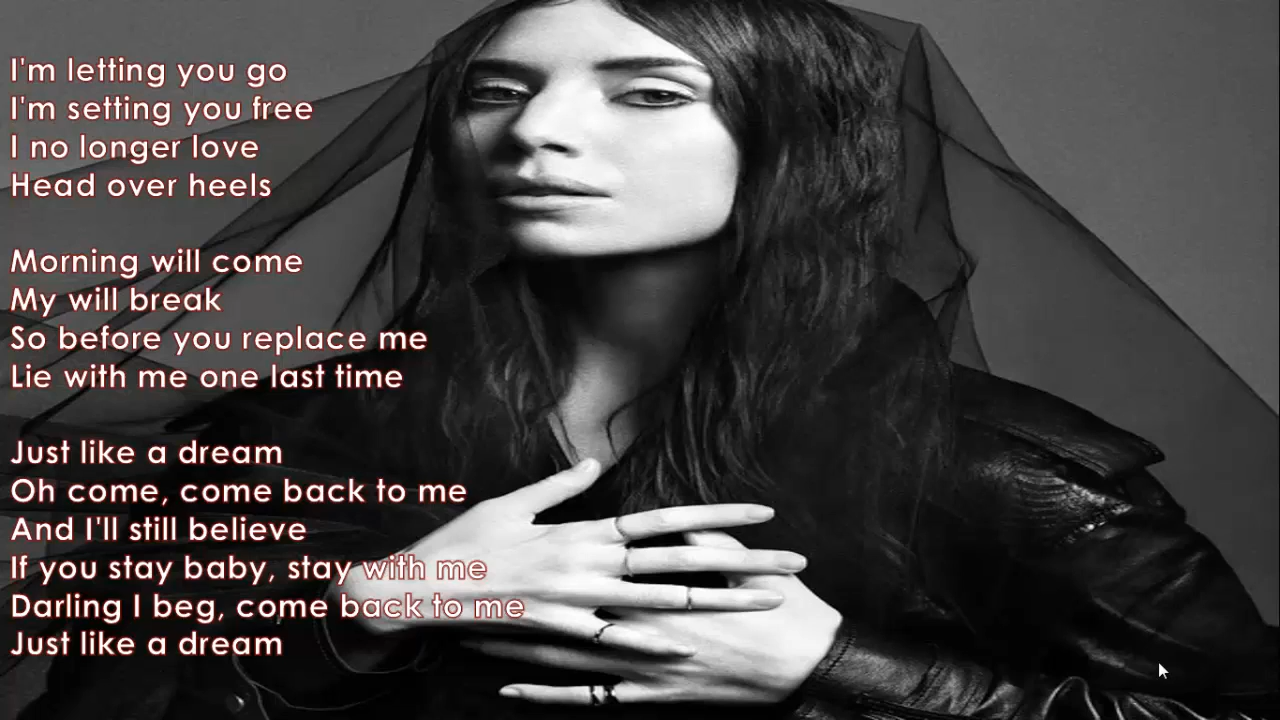 I'm letting you go
I'm setting you free
I no longer love
Head over heels
Morning will come
My will break
So before you replace me
Lie with me one last time
Just like a dream
Oh come, come back to me
And I'll still believe
If you stay baby, stay with me
Darling I beg, come back to me
Just like a dream